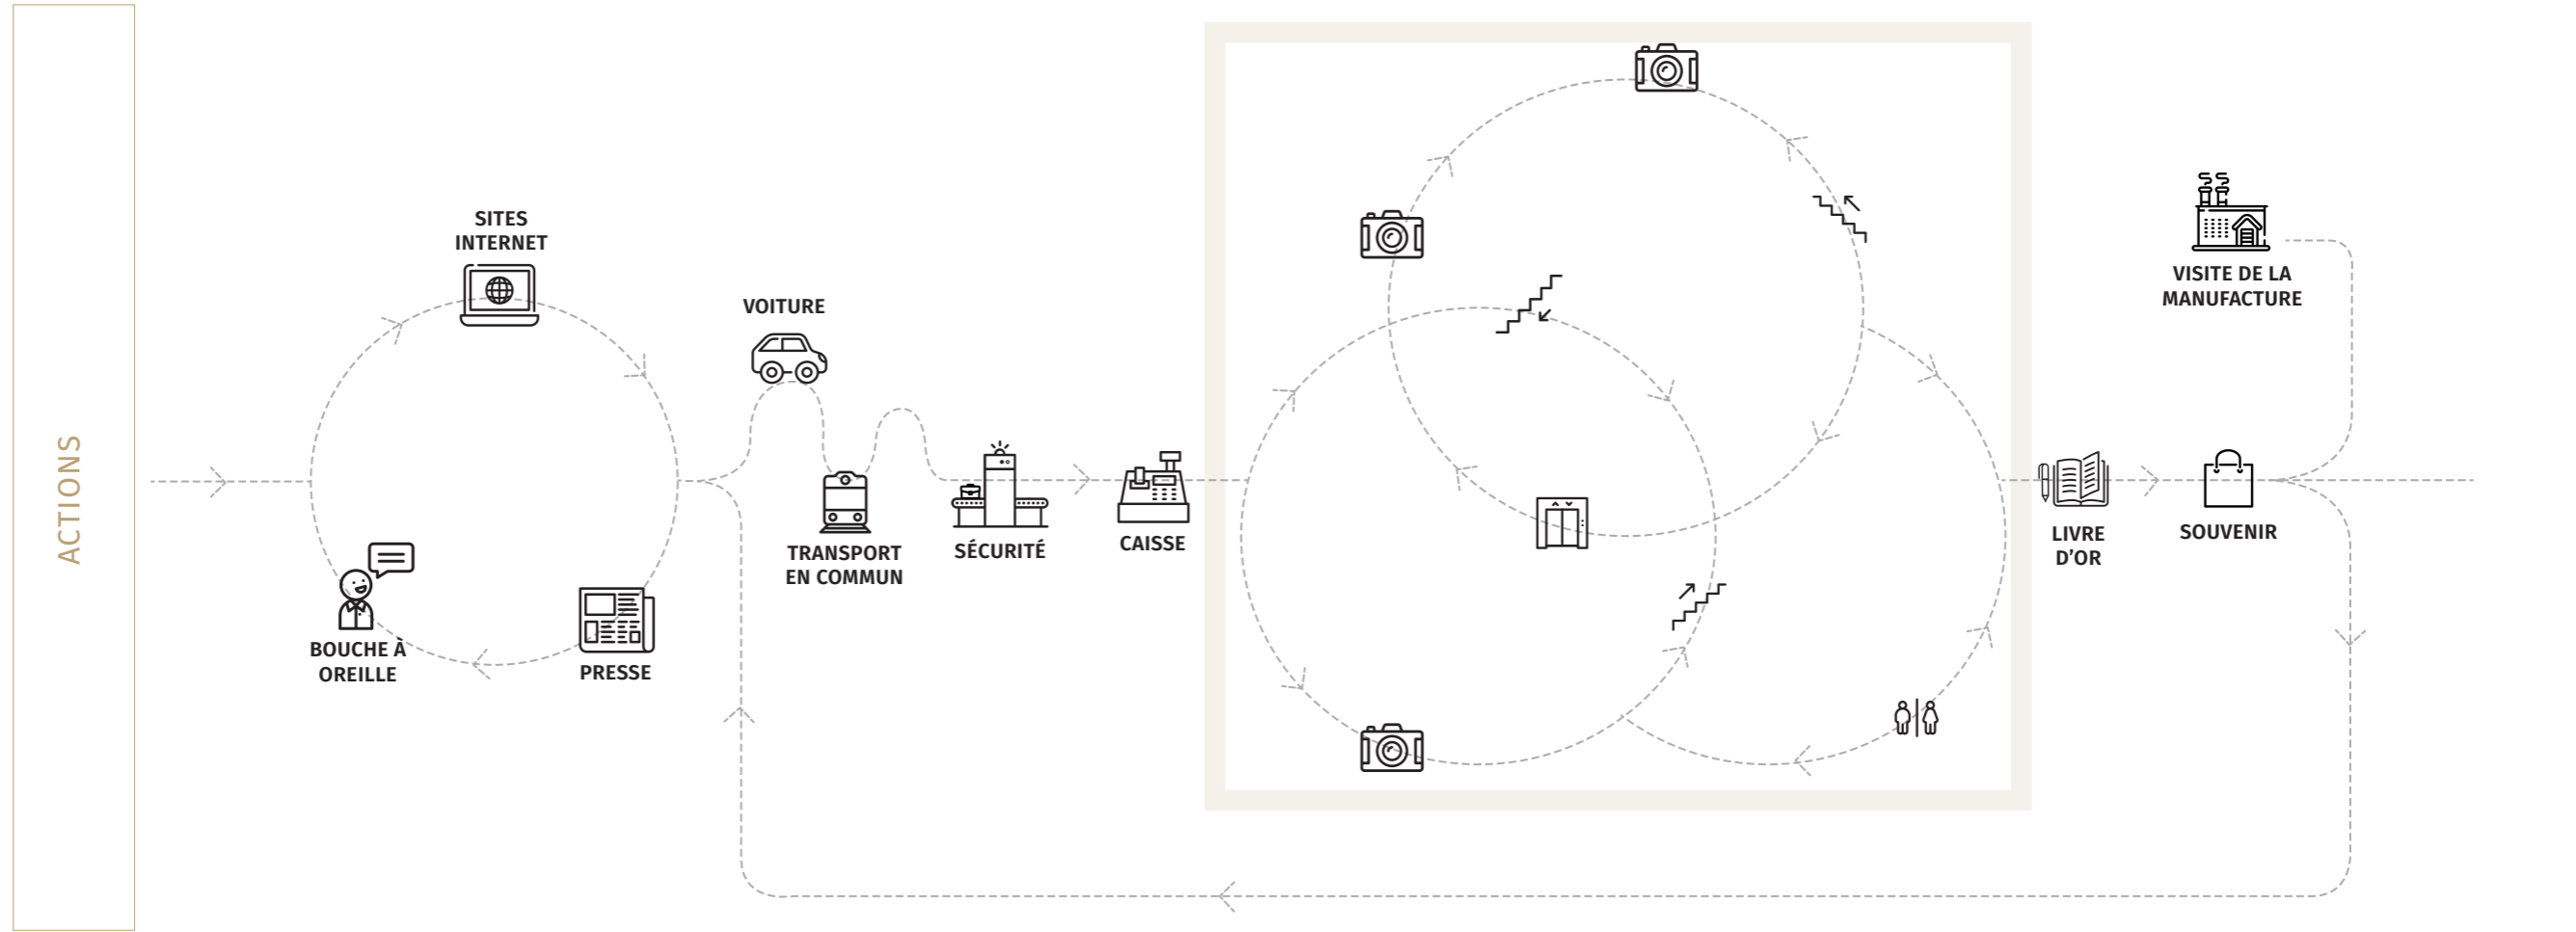 ACTIONS
SITES
INTERNET
BOUCHE À
OREILLE
PRESSE
VOITURE
TRANSPORT
EN COMMUN
SÉCURITÉ
CAISSE
LIVRE
D'OR
SOUVENIR
VISITE DE LA
MANUFACTURE